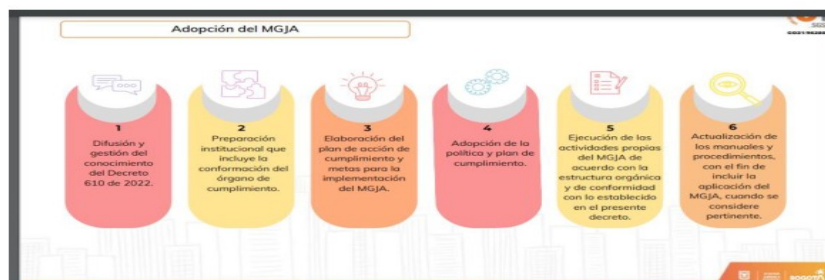 Adopción del MGJA
1
Difusión y
gestión del
conocimiento
del Decreto
610 de 2022.
2
Preparación
institucional que
incluye la
conformación del
órgano de
cumplimiento.
3
Elaboración del
plan de acción de
cumplimiento y
metas para la
implementación
del MGJA.
4
Adopción de la
política y plan de
cumplimiento.
5
Ejecución de las
actividades propias
del MGJA de
acuerdo con la
estructura orgánica
y de conformidad
con lo establecido
en el presente
decreto.
6
Actualización de
los manuales y
procedimientos,
con el fin de
incluir la
aplicación del
MGJA, cuando se
considere
pertinente.
BOGOTÁ